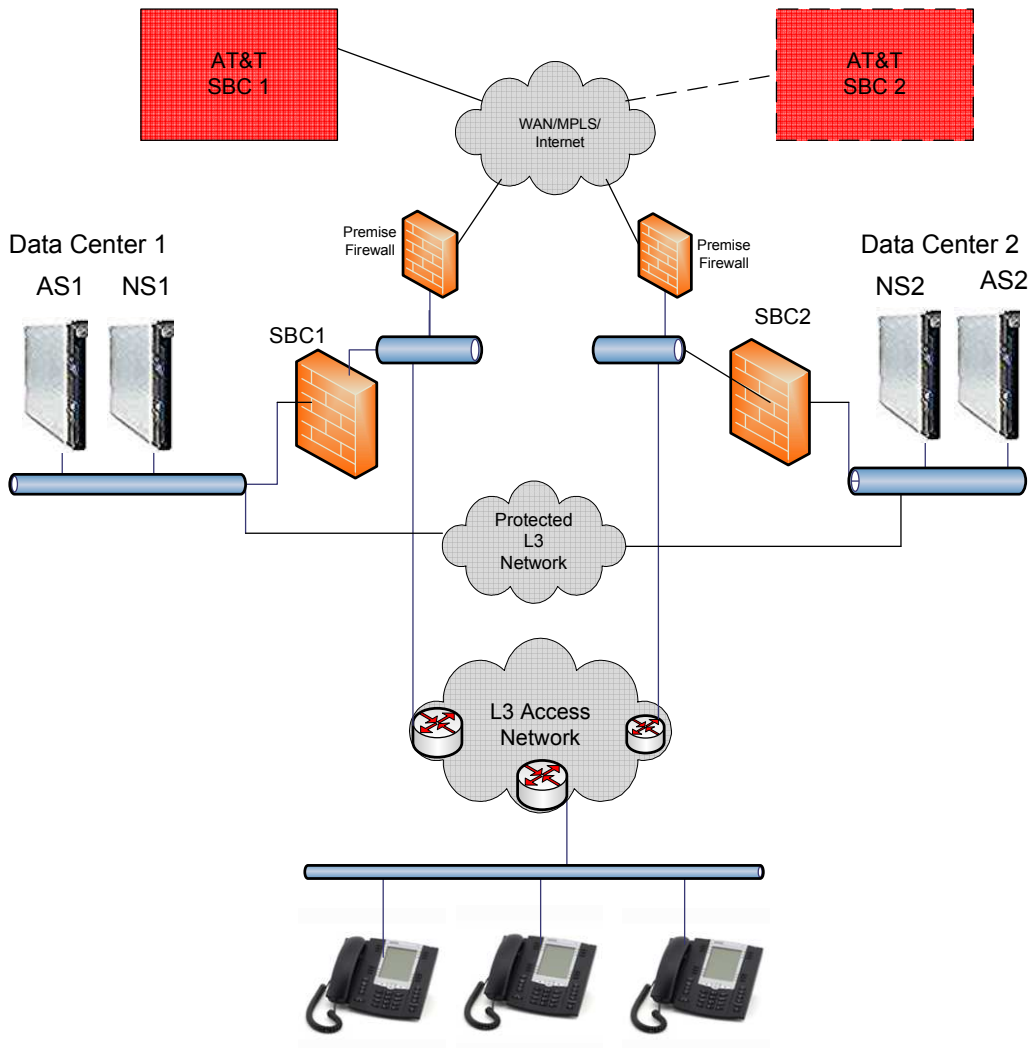 AT&T
SBC 1
AT&T
SBC 2
WAN/MPLS/
Internet
Premise
Firewall
Premise
Firewall
Data Center 1
AS1
NS1
Data Center 2
NS2
AS2
SBC1
SBC2
Protected
L3
Network
L3 Access
Network